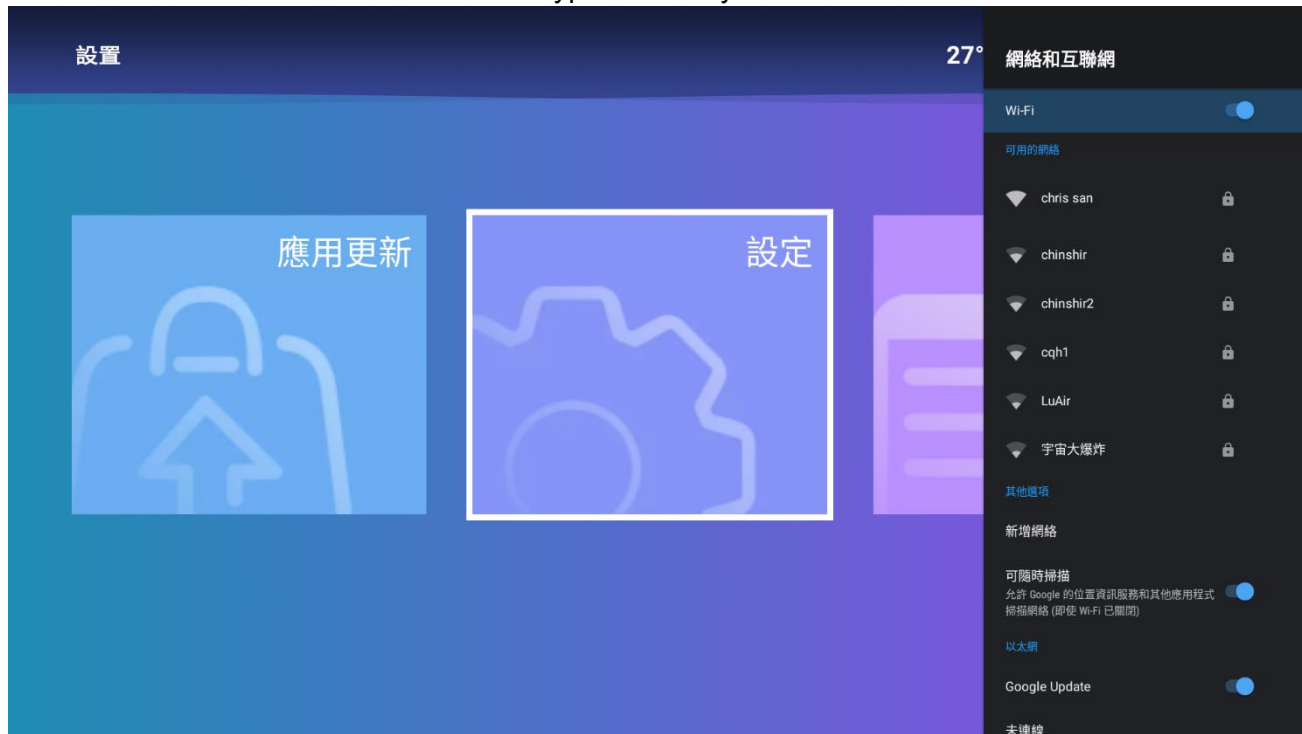 設置
27°
應用更新
設定
網絡和互聯網
Wi-Fi
可用的網絡
chris san
chinshir
chinshir2
cqh1
LuAir
宇宙大爆炸
其他選項
新增網絡
可隨時掃描
允許 Google 的位置資訊服務和其他應用程式
掃描網絡 (即使 Wi-Fi 已關閉)
以太網
Google Update
未連線